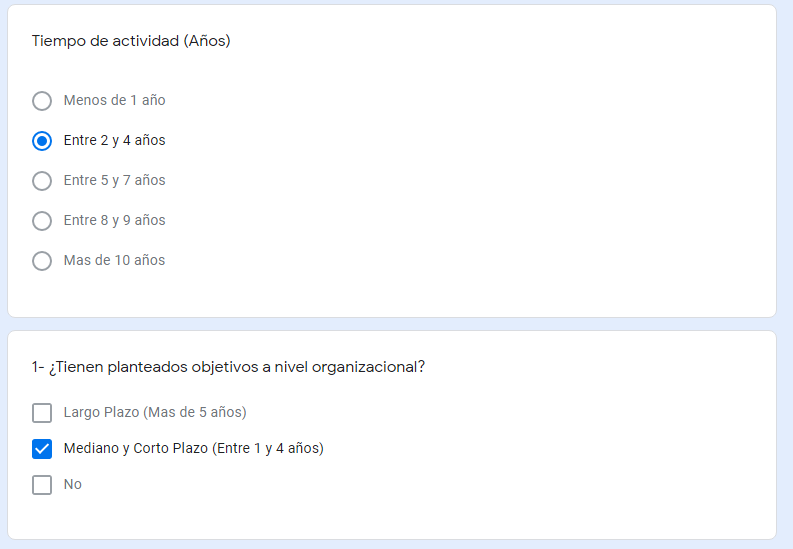 Tiempo de actividad (Años)
Menos de 1 año
Entre 2 y 4 años
Entre 5 y 7 años
Entre 8 y 9 años
Mas de 10 años
1- ¿Tienen planteados objetivos a nivel organizacional?
Largo Plazo (Mas de 5 años)
Mediano y Corto Plazo (Entre 1 y 4 años)
No